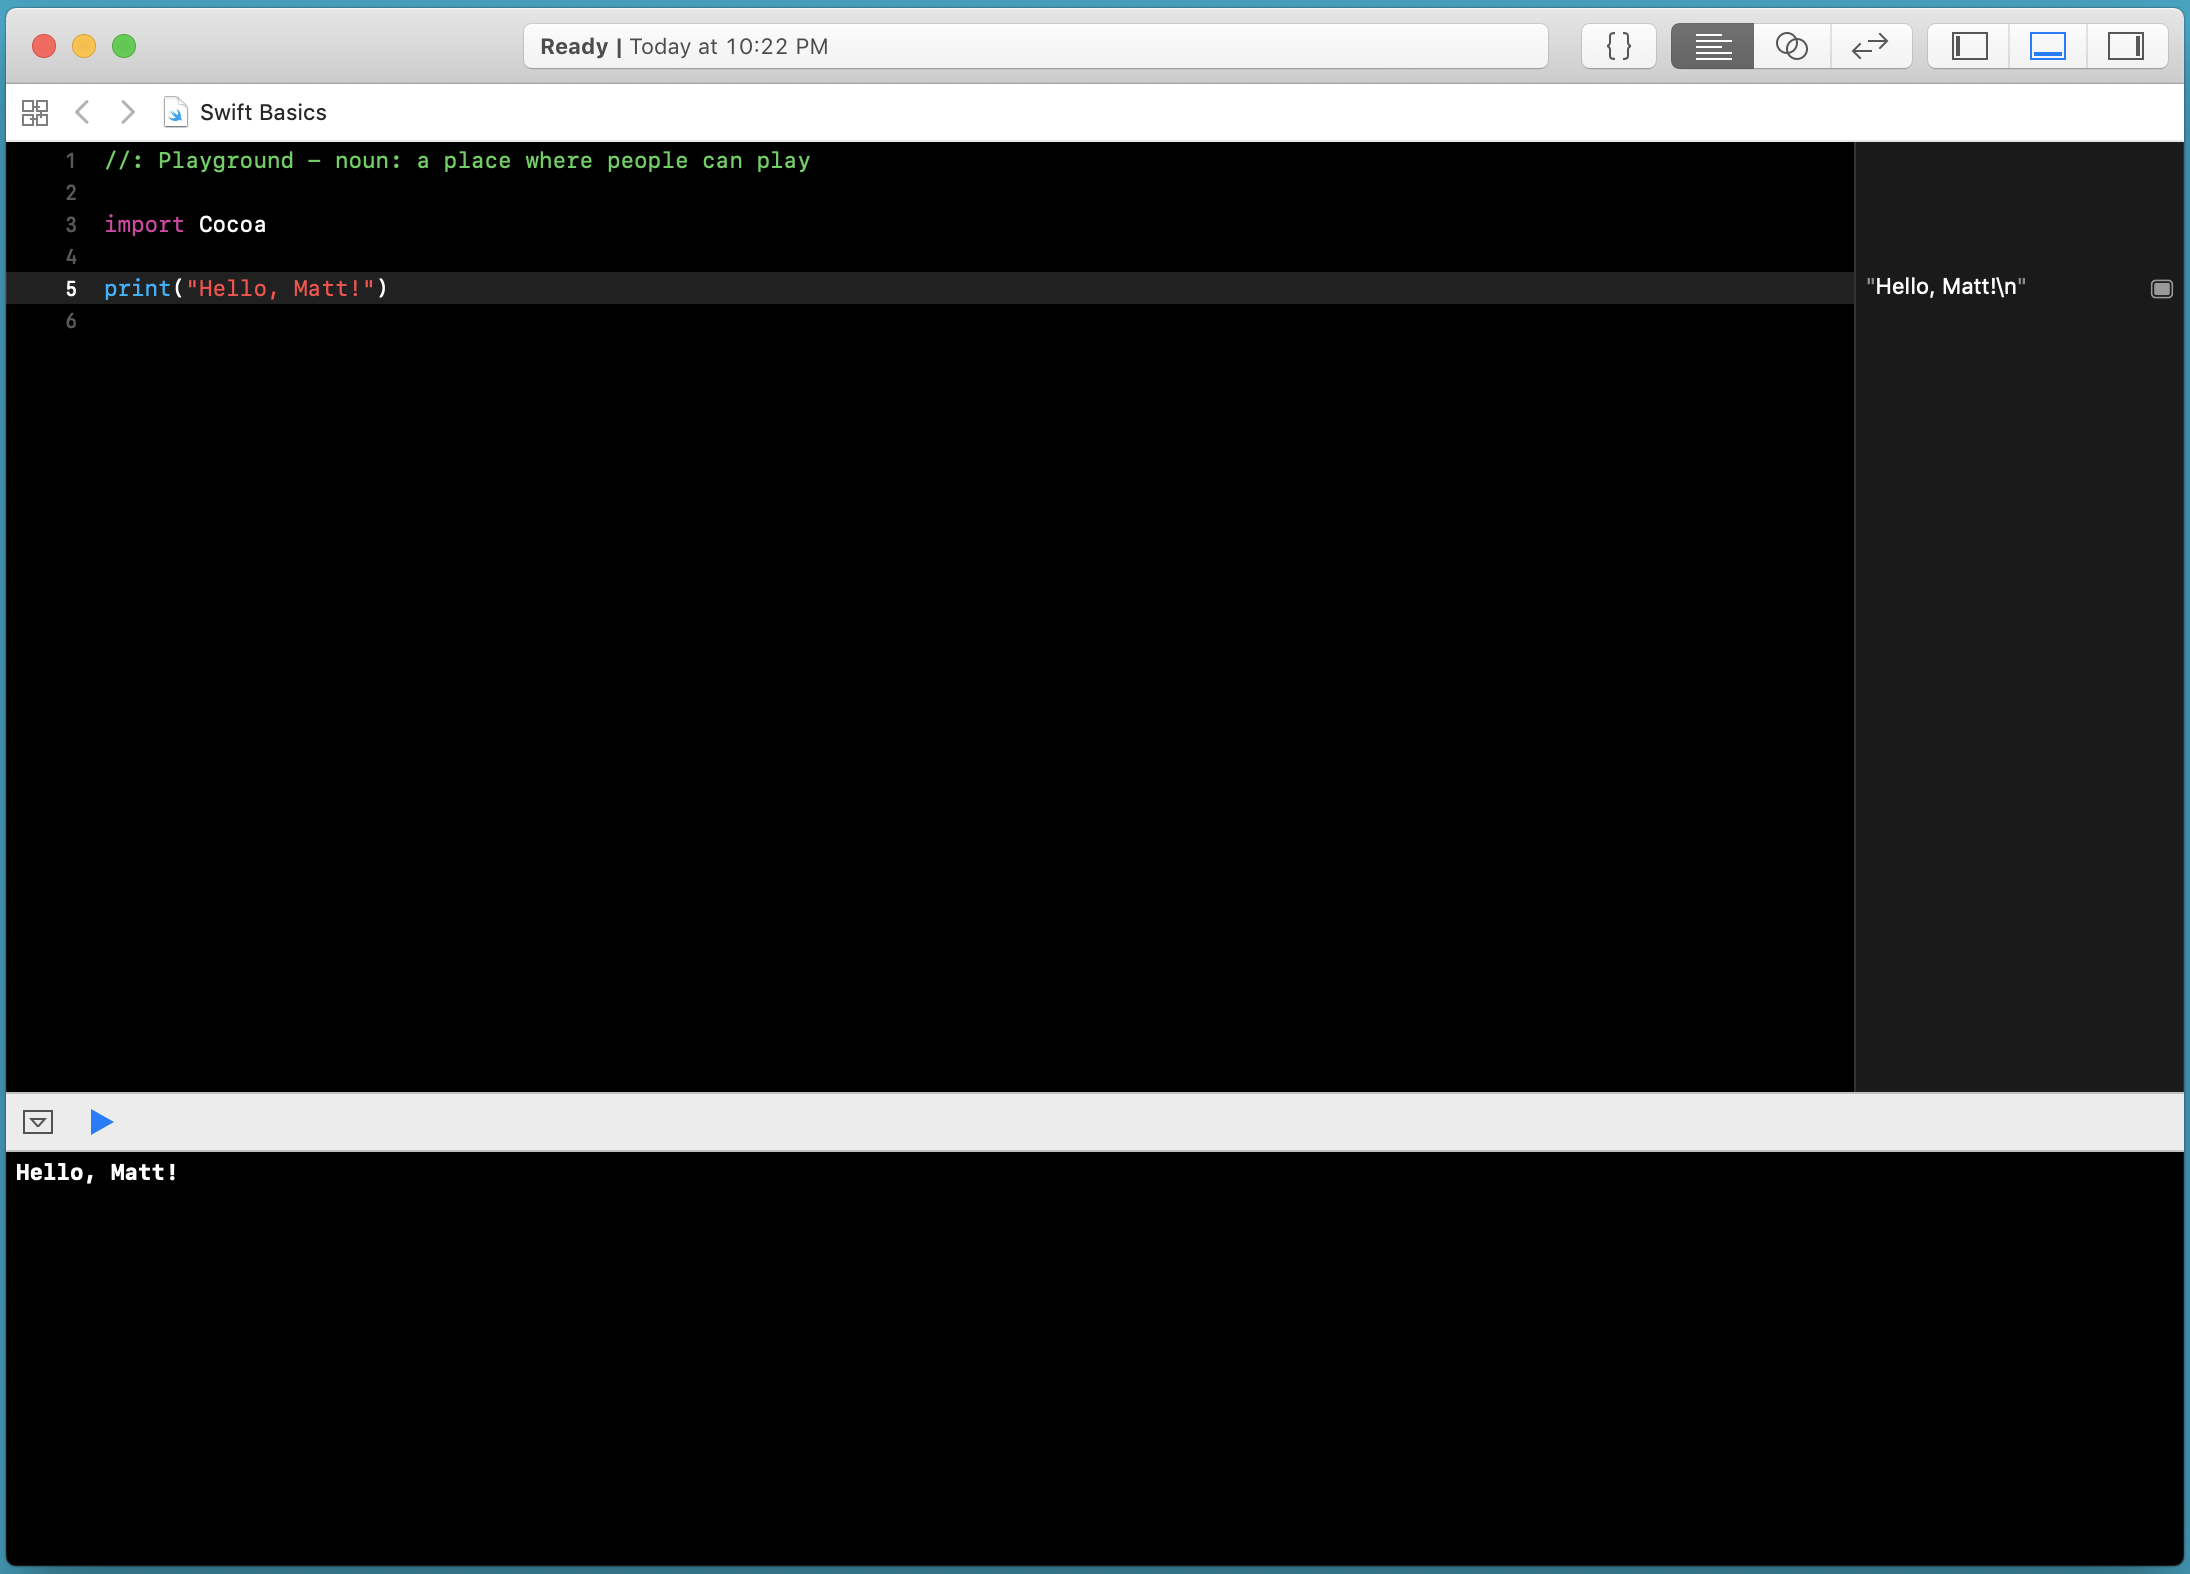 Ready | Today at 10:22 PM
{ }
Swift Basics
1 //: Playground – noun: a place where people can play
2
3 import Cocoa
4
5 print("Hello, Matt!")
"Hello, Matt!\n"
6
Hello, Matt!